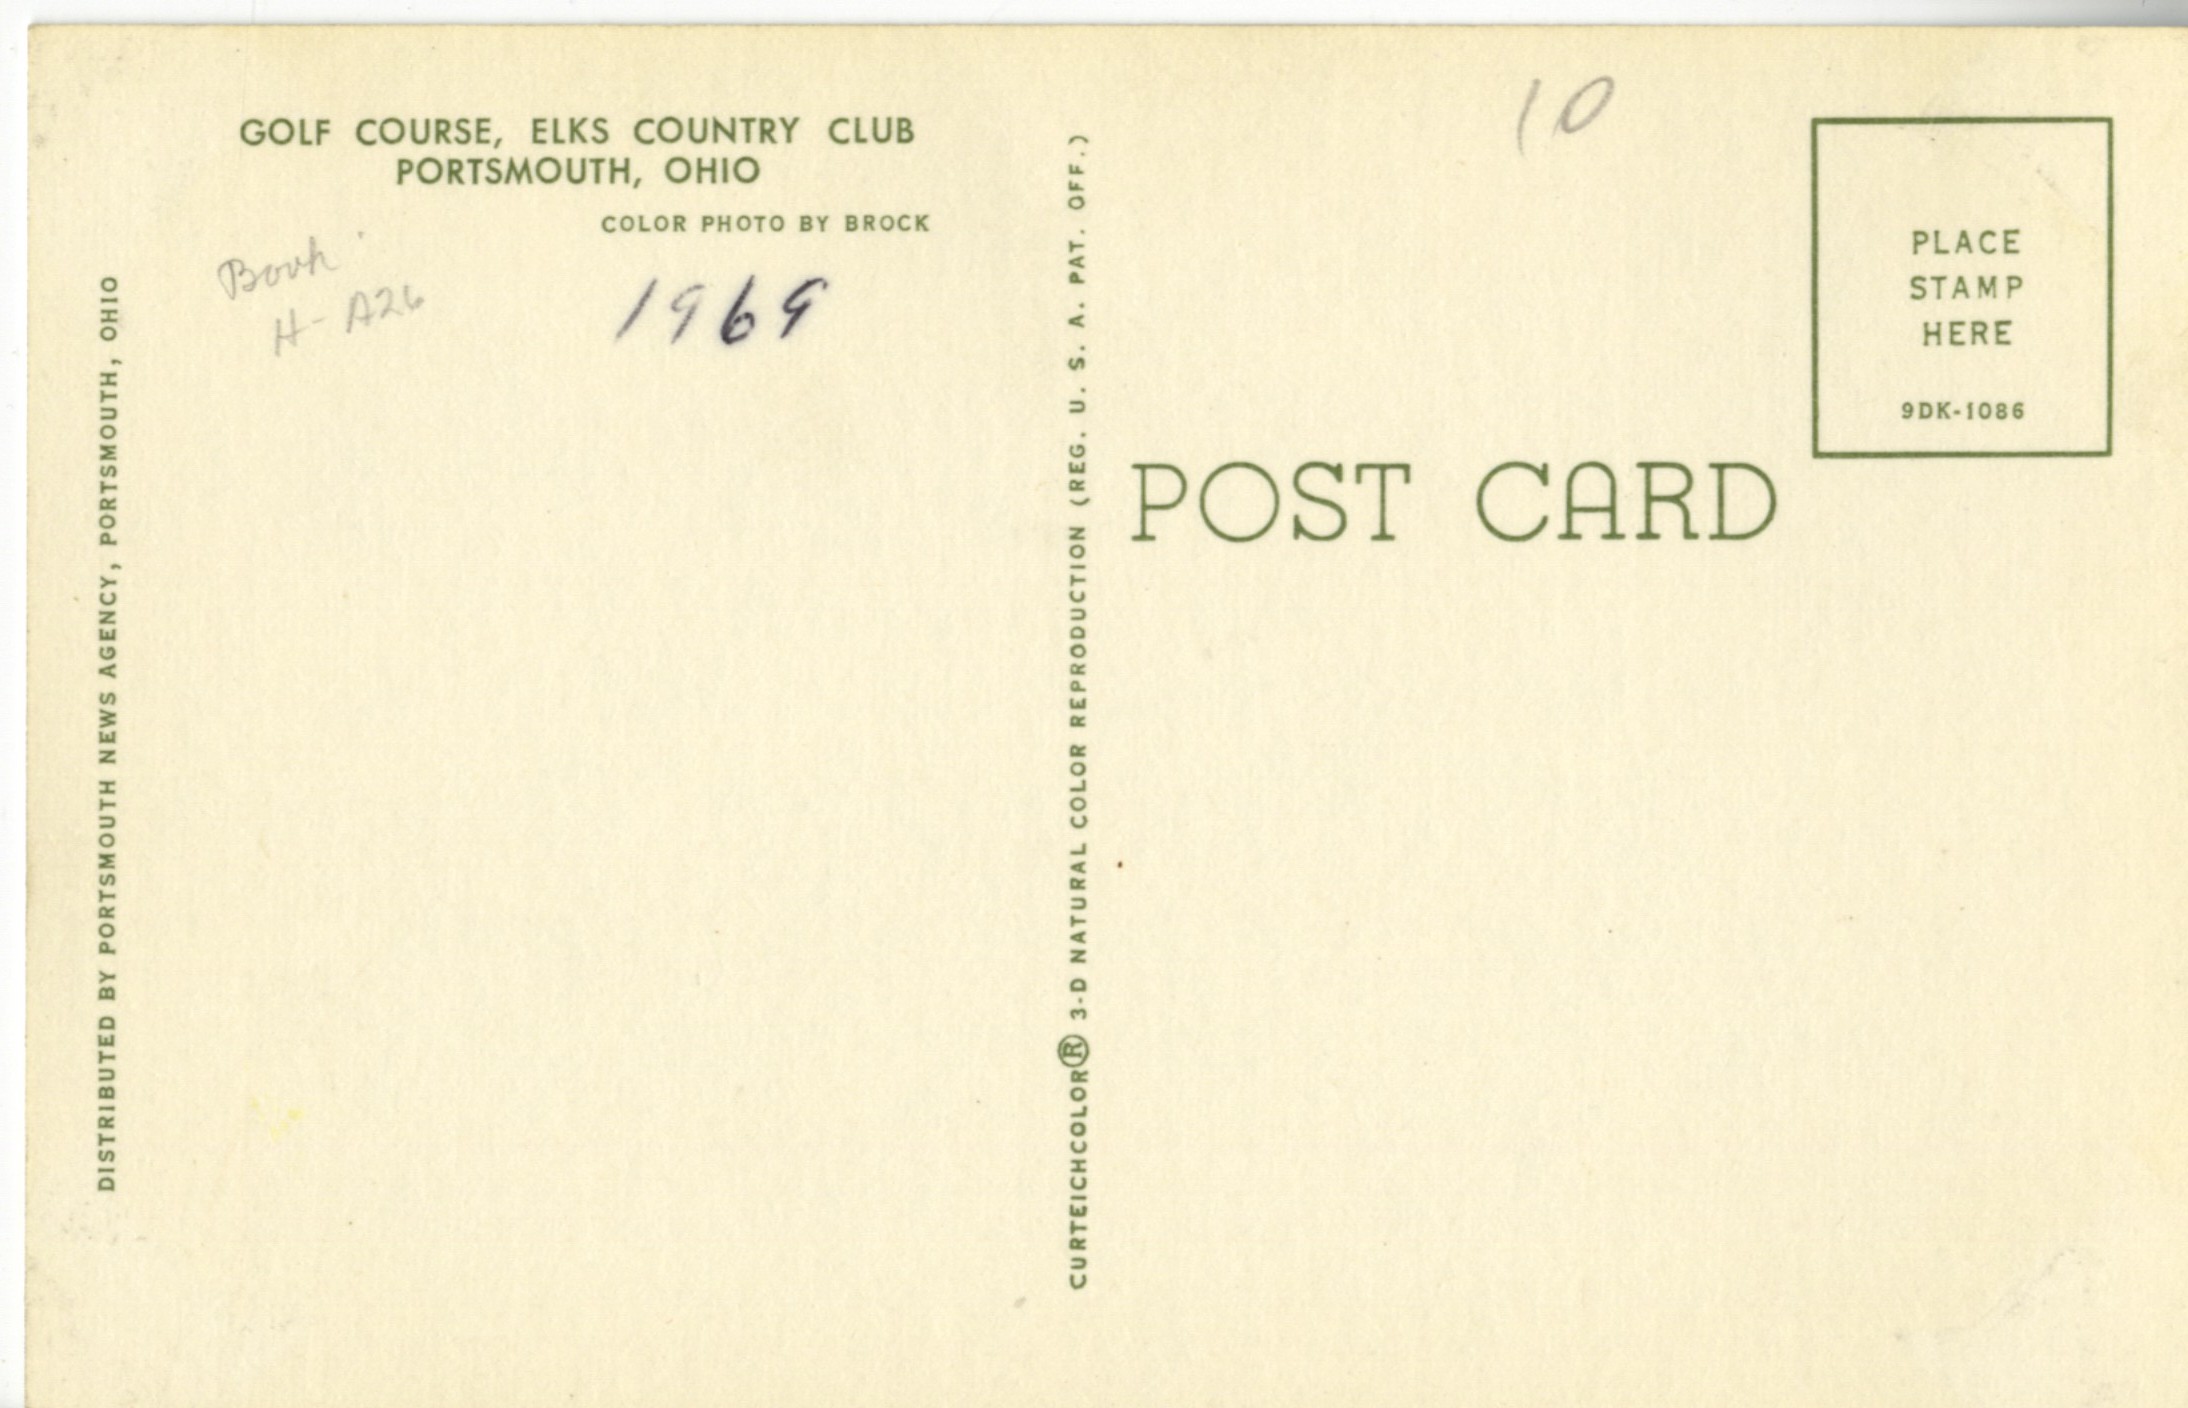 GOLF COURSE, ELKS COUNTRY CLUB
PORTSMOUTH, OHIO
COLOR PHOTO BY BROCK
Book
H- A26
1969
DISTRIBUTED BY PORTSMOUTH NEWS AGENCY, PORTSMOUTH, OHIO
CURTEICHCOLOR® 3-D NATURAL COLOR REPRODUCTION (REG. U. S. A. PAT. OFF.)
10
POST CARD
PLACE
STAMP
HERE
9DK-1086